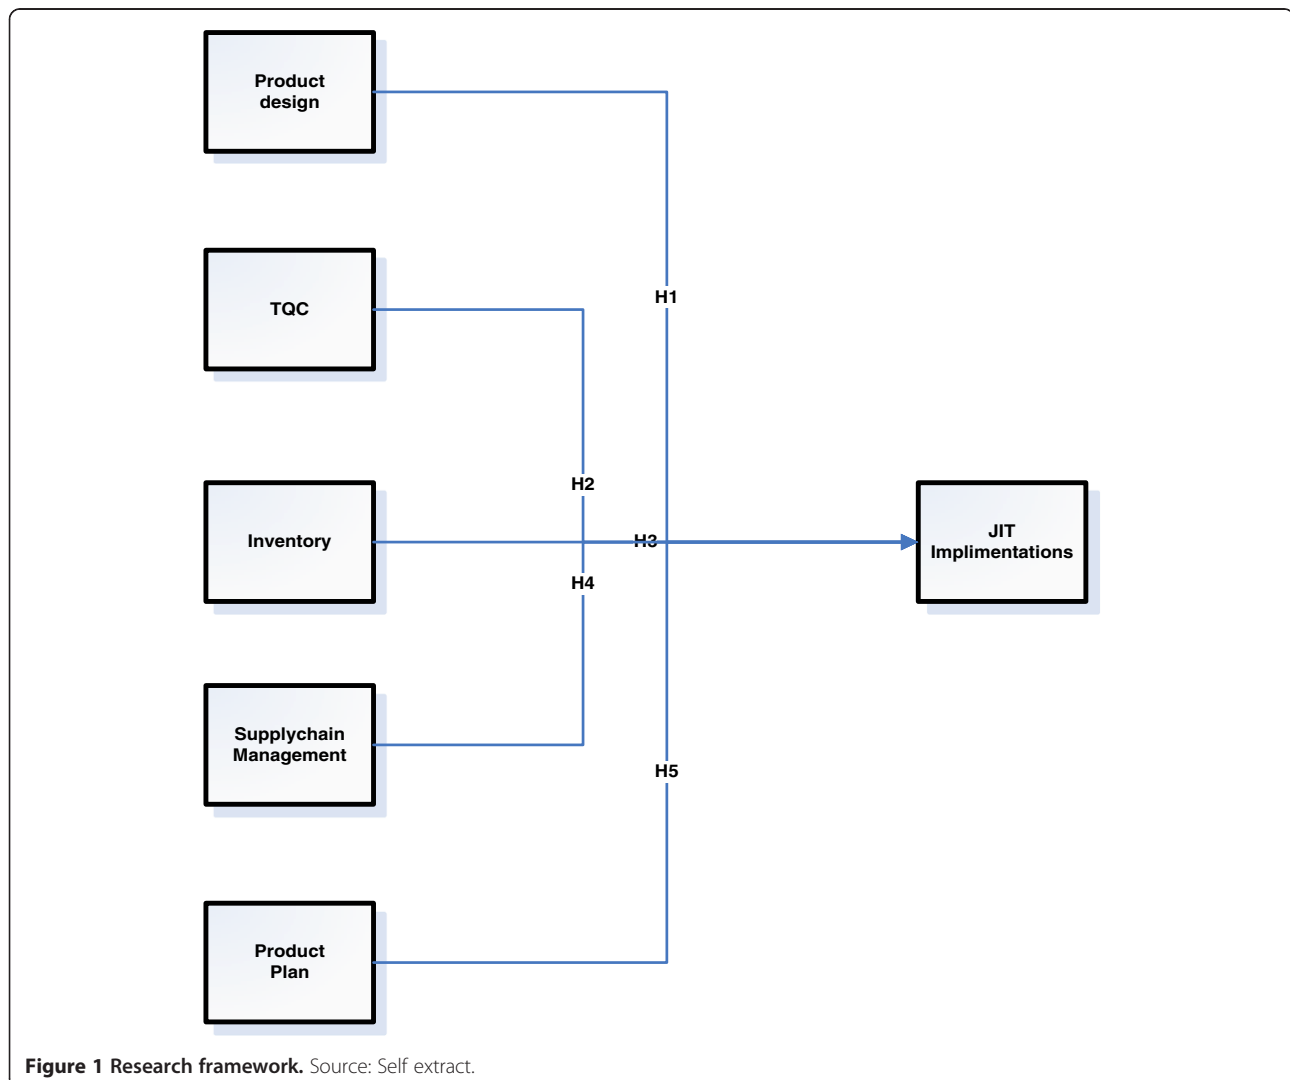 Product
design
H1
TQC
H2
Inventory
H3
JIT
Implimentations
H4
Supplychain
Management
H5
Product
Plan
Figure 1 Research framework. Source: Self extract.